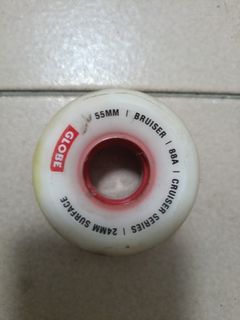 GLOBE
55MM | BRUISER | 88A | CRUISER SERIES | 24MM SURFACE